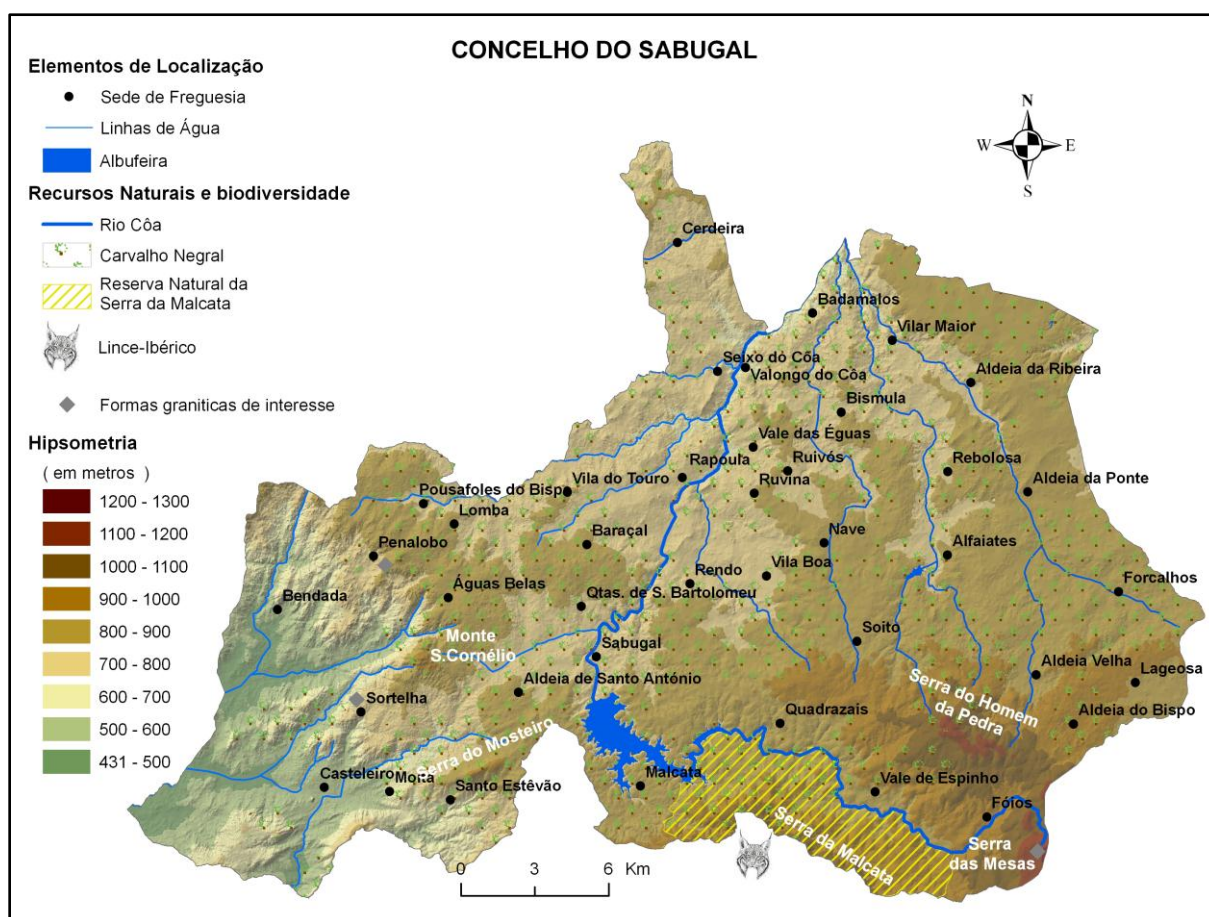 CONCELHO DO SABUGAL
Elementos de Localização
Sede de Freguesia
Linhas de Água
Albufeira
Recursos Naturais e biodiversidade
Rio Côa
Carvalho Negral
Reserva Natural da
Serra da Malcata
Lince-Ibérico
Formas graniticas de interesse
Hipsometria
( em metros )
1200 - 1300
1100 - 1200
1000 - 1100
900 - 1000
800 - 900
700 - 800
600 - 700
500 - 600
431 - 500
N
W
E
S
Cerdeira
Badamalos
Vilar Maior
Seixo do Côa
Valongo do Côa
Aldeia da Ribeira
Bismula
Vale das Éguas
Rapoula
Ruivós
Rebolosa
Vila do Touro
Ruvina
Aldeia da Ponte
Pousafoles do Bispo
Lomba
Baraçal
Nave
Alfaiates
Penalobo
Águas Belas
Rendo
Vila Boa
Forcalhos
Bendada
Qtas. de S. Bartolomeu
Monte
S.Cornélio
Sabugal
Soito
Aldeia Velha
Lageosa
Aldeia de Santo António
Serra do Homem
da Pedra
Sortelha
Quadrazais
Aldeia do Bispo
Serra do Mosteiro
Casteleiro
Moita
Santo Estêvão
Malcata
Vale de Espinho
Fóios
Serra da Malcata
Serra
das Mesas
0 3 6 Km